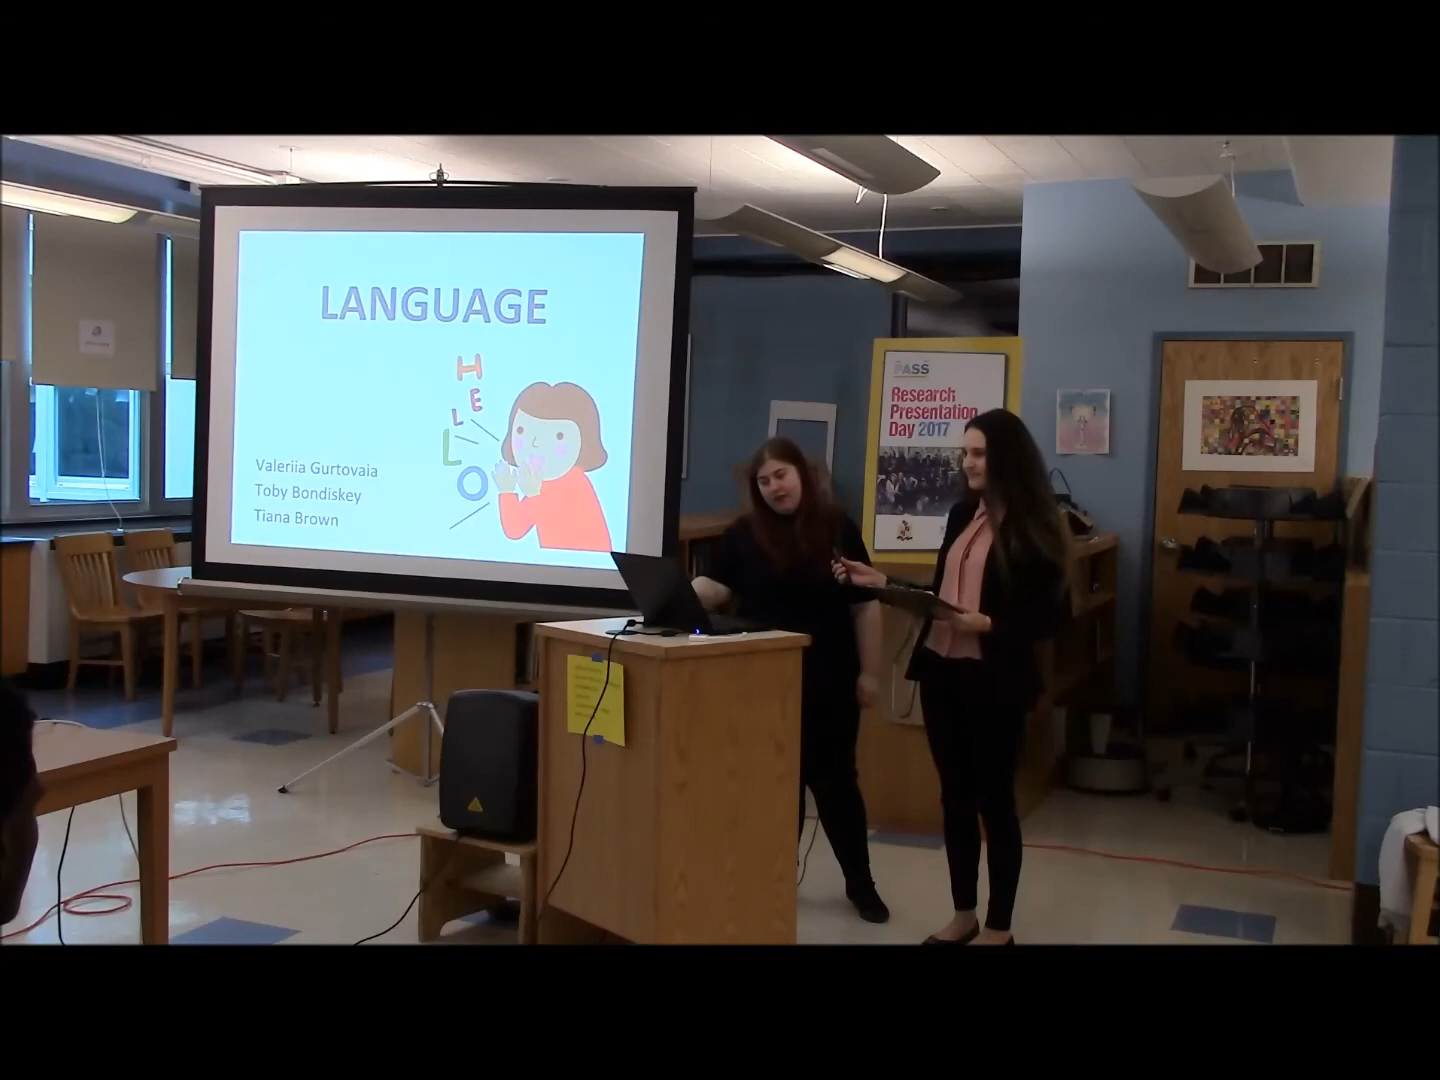 LANGUAGE
H
E
L
L
O
Valeriia Gurtovaia
Toby Bondiskey
Tiana Brown
PASS
Research
Presentation
Day 2017